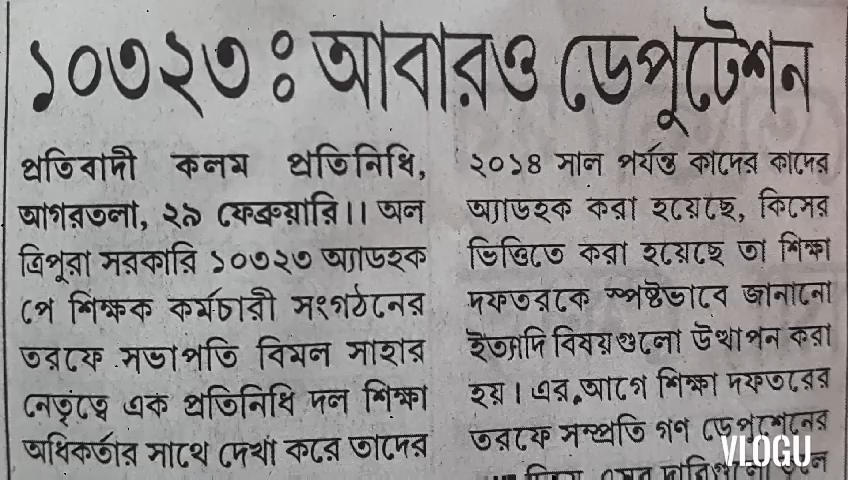 ১০৩২৩ : আবারও ডেপুটেশন
প্রতিবাদী কলম প্রতিনিধি,
আগরতলা, ২৯ ফেব্রুয়ারি।। অল
ত্রিপুরা সরকারি ১০৩২৩ অ্যাডহক
পে শিক্ষক কর্মচারী সংগঠনের
তরফে সভাপতি বিমল সাহার
নেতৃত্বে এক প্রতিনিধি দল শিক্ষা
অধিকর্তার সাথে দেখা করে তাদের
২০১৪ সাল পর্যন্ত কাদের কাদের
অ্যাডহক করা হয়েছে, কিসের
ভিত্তিতে করা হয়েছে তা শিক্ষা
দফতরকে স্পষ্টভাবে জানানো
ইত্যাদি বিষয়গুলো উত্থাপন করা
হয়। এর আগে শিক্ষা দফতরের
তরফে সম্প্রতি গণ ডেপুশেনের
VLOGU